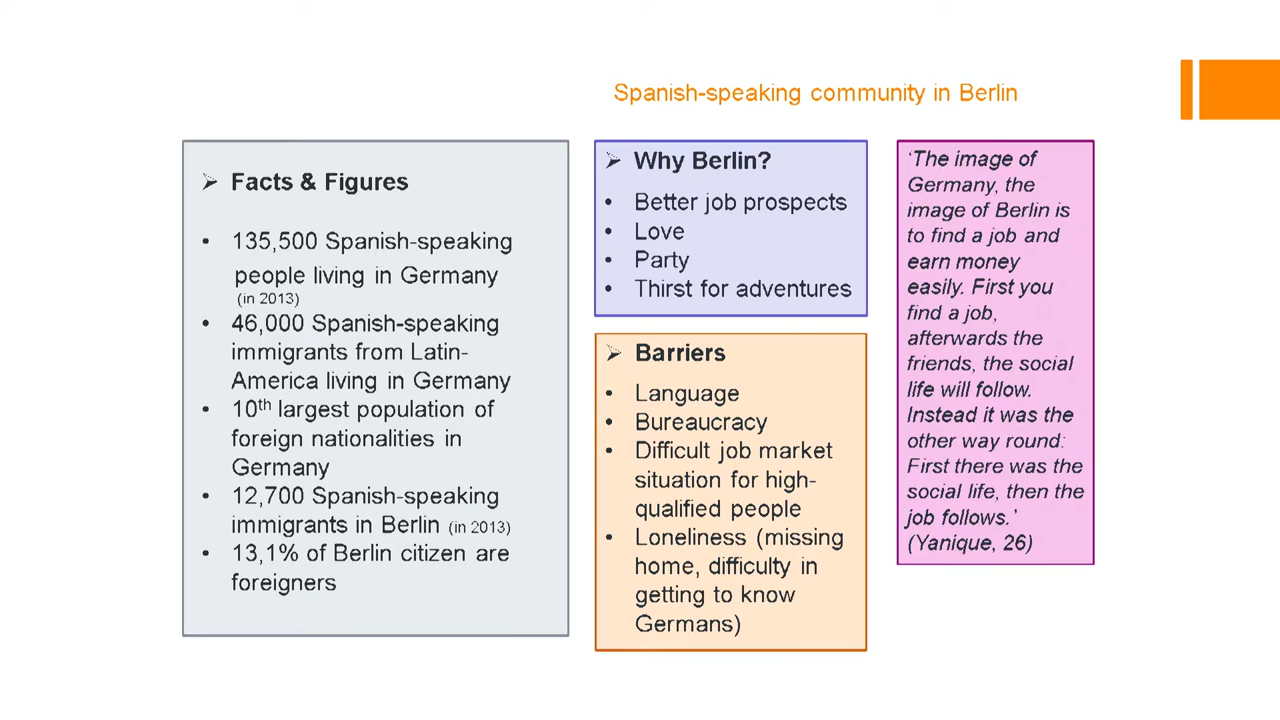 Spanish-speaking community in Berlin
Facts & Figures
135,500 Spanish-speaking
people living in Germany
(in 2013)
46,000 Spanish-speaking
immigrants from Latin-
America living in Germany
10th largest population of
foreign nationalities in
Germany
12,700 Spanish-speaking
immigrants in Berlin (in 2013)
13,1% of Berlin citizen are
foreigners
Why Berlin?
Better job prospects
Love
Party
Thirst for adventures
Barriers
Language
Bureaucracy
Difficult job market
situation for high-
qualified people
Loneliness (missing
home, difficulty in
getting to know
Germans)
‘The image of
Germany, the
image of Berlin is
to find a job and
earn money
easily. First you
find a job,
afterwards the
friends, the social
life will follow.
Instead it was the
other way round:
First there was the
social life, then the
job follows.’
(Yanique, 26)